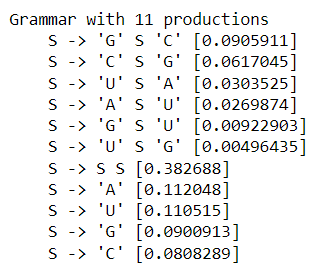 Grammar with 11 productions
S -> 'G' S 'C' [0.0905911]
S -> 'C' S 'G' [0.0617045]
S -> 'U' S 'A' [0.0303525]
S -> 'A' S 'U' [0.0269874]
S -> 'G' S 'U' [0.00922903]
S -> 'U' S 'G' [0.00496435]
S -> S S [0.382688]
S -> 'A' [0.112048]
S -> 'U' [0.110515]
S -> 'G' [0.0900913]
S -> 'C' [0.0808289]